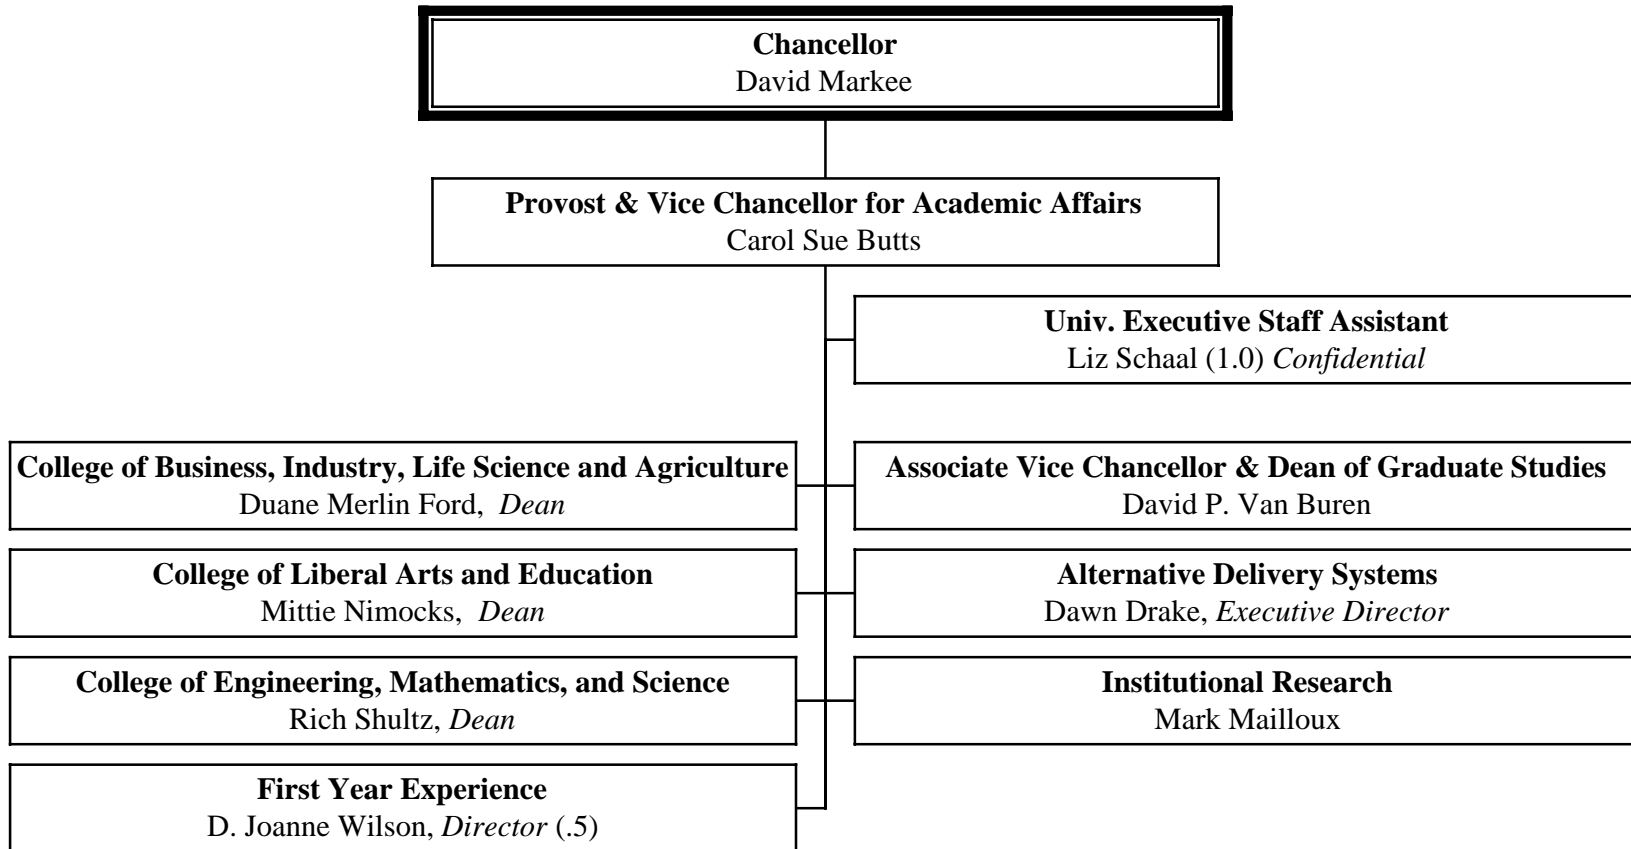 Chancellor
David Markee
Provost & Vice Chancellor for Academic Affairs
Carol Sue Butts
Univ. Executive Staff Assistant
Liz Schaal (1.0) Confidential
College of Business, Industry, Life Science and Agriculture
Duane Merlin Ford, Dean
Associate Vice Chancellor & Dean of Graduate Studies
David P. Van Buren
College of Liberal Arts and Education
Mittie Nimocks, Dean
Alternative Delivery Systems
Dawn Drake, Executive Director
College of Engineering, Mathematics, and Science
Rich Shultz, Dean
Institutional Research
Mark Mailloux
First Year Experience
D. Joanne Wilson, Director (.5)